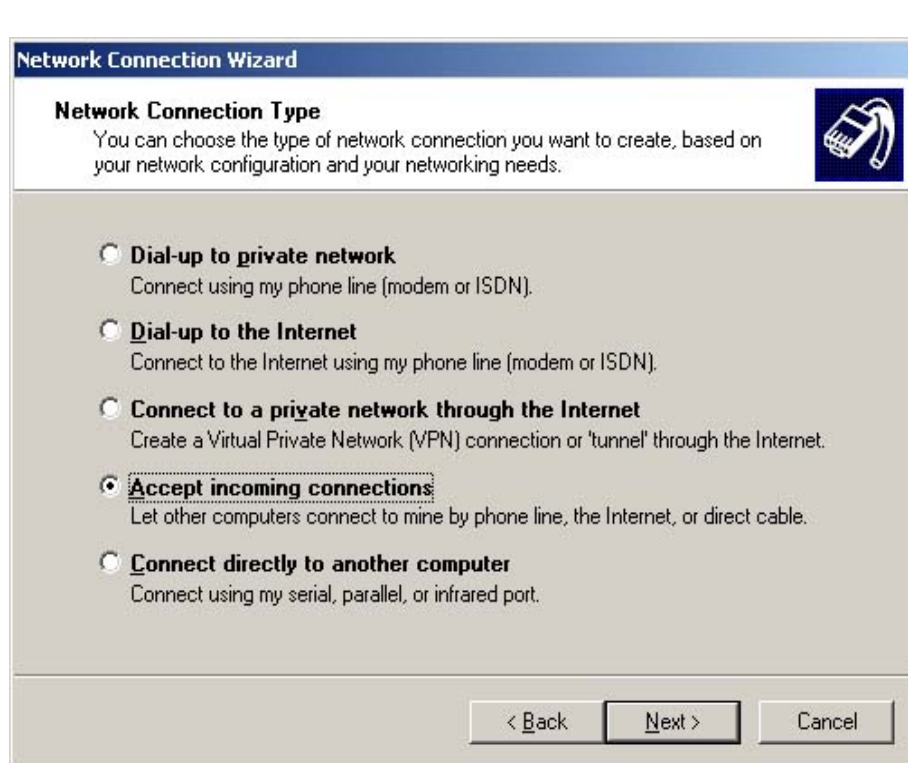 Network Connection Wizard
Network Connection Type
You can choose the type of network connection you want to create, based on
your network configuration and your networking needs.
Dial-up to private network
Connect using my phone line (modem or ISDN).
Dial-up to the Internet
Connect to the Internet using my phone line (modem or ISDN).
Connect to a private network through the Internet
Create a Virtual Private Network (VPN) connection or 'tunnel' through the Internet.
Accept incoming connections
Let other computers connect to mine by phone line, the Internet, or direct cable.
Connect directly to another computer
Connect using my serial, parallel, or infrared port.
< Back Next > Cancel